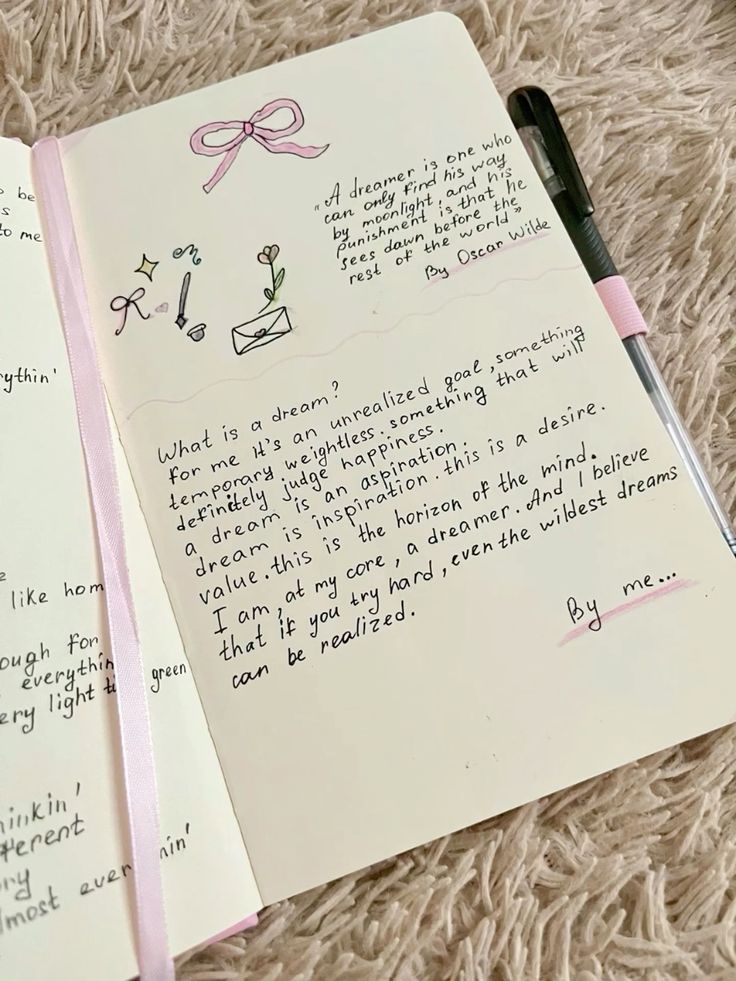 be
s
to me
ythin'
like hom
ough for
everythin
ery light green
hinkin'
ferent
ry
lmost ever nin'
„A dreamer is one who
can only find his way
by moonlight, and his
punishment is that he
sees dawn before the
rest of the world”
By Oscar Wilde
What is a dream?
for me it's an unrealized goal, something
temporary weightless. something that will
definitely judge happiness.
a dream is an aspiration.
dream is inspiration. this is a desire.
value. this is the horizon of the mind.
I am, at my core, a dreamer. And I believe
that if you try hard, even the wildest dreams
can be realized.
By me...